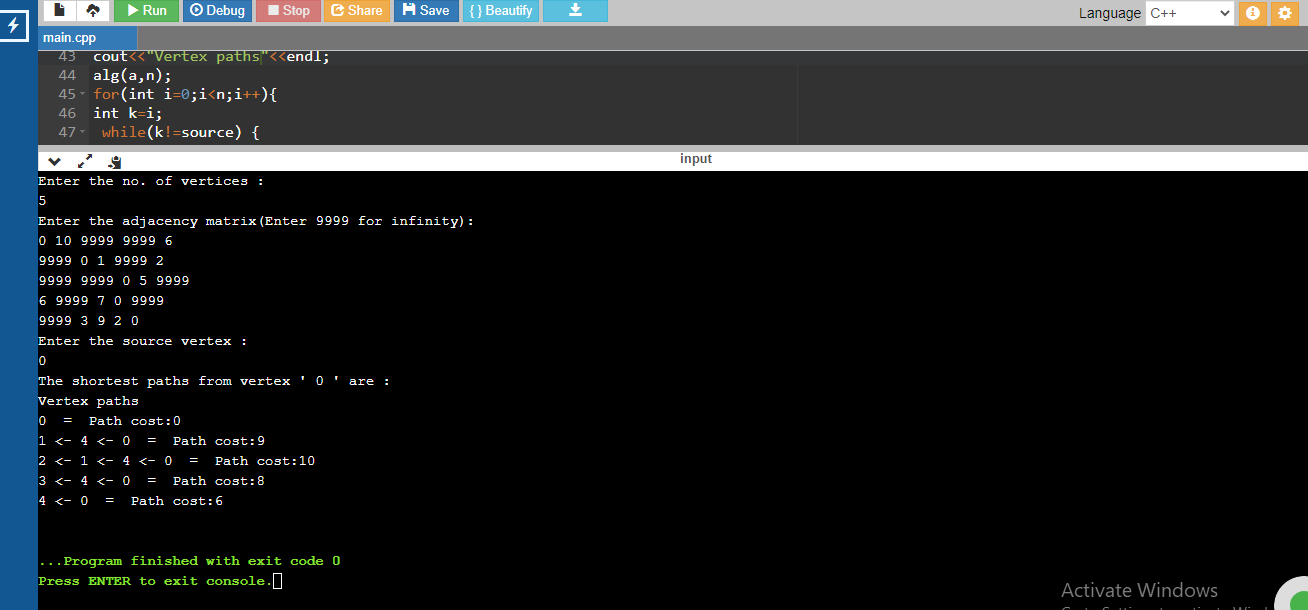 Run Debug Stop Share Save { } Beautify Language C++
main.cpp
43 cout<<"Vertex paths"<<endl;
44 alg(a,n);
45 for(int i=0;i<n;i++){
46 int k=i;
47 while(k!=source) {
input
Enter the no. of vertices :
5
Enter the adjacency matrix(Enter 9999 for infinity):
0 10 9999 9999 6
9999 0 1 9999 2
9999 9999 0 5 9999
6 9999 7 0 9999
9999 3 9 2 0
Enter the source vertex :
0
The shortest paths from vertex ' 0 ' are :
Vertex paths
0  =  Path cost:0
1 <- 4 <- 0  =  Path cost:9
2 <- 1 <- 4 <- 0  =  Path cost:10
3 <- 4 <- 0  =  Path cost:8
4 <- 0  =  Path cost:6
...Program finished with exit code 0
Press ENTER to exit console.
Activate Windows